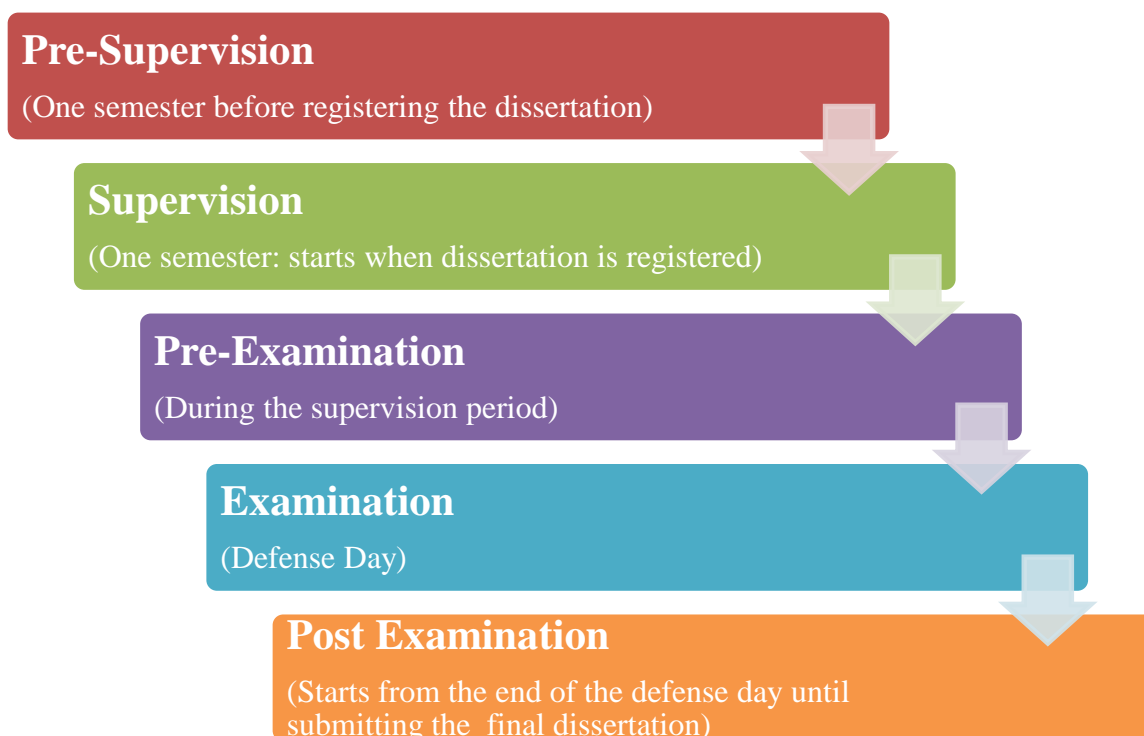 Pre-Supervision
(One semester before registering the dissertation)
Supervision
(One semester: starts when dissertation is registered)
Pre-Examination
(During the supervision period)
Examination
(Defense Day)
Post Examination
(Starts from the end of the defense day until
submitting the  final dissertation)